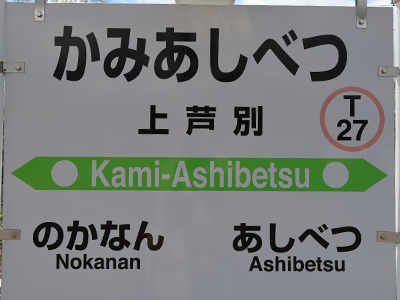 かみあしべつ
上芦別
T
27
Kami-Ashibetsu
のかなん あしべつ
Nokanan Ashibetsu